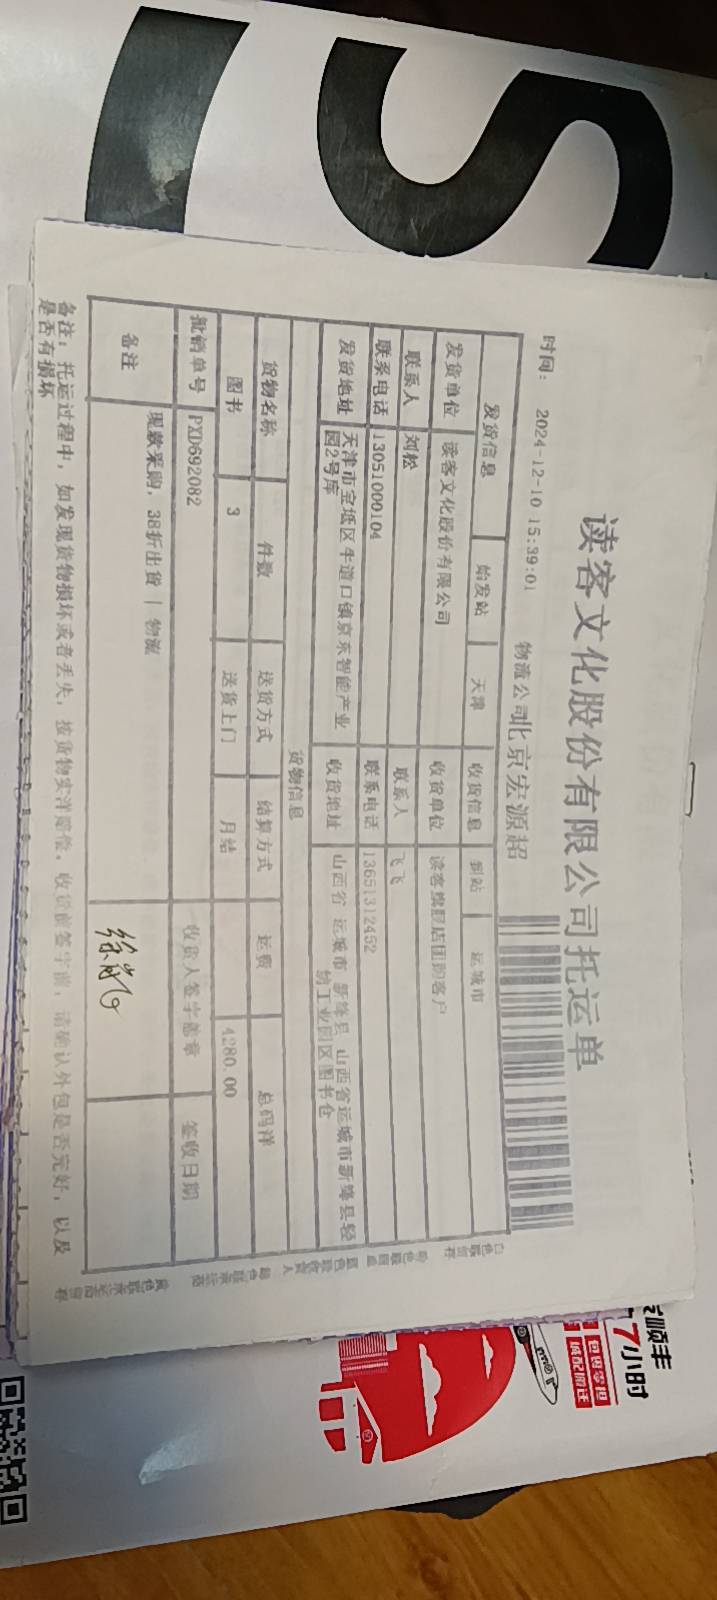 读客文化股份有限公司托运单
时间： 2024-12-10 15:39:01 物流公司北京宏源超
发货信息 始发站 天津 收货信息 到站 运城市
发货单位 读客文化股份有限公司 收货单位 读客旗舰店团购客户
联系人 刘松 联系人 飞飞
联系电话 13051000104 联系电话 13651312452
发货地址 天津市宝坻区牛道口镇京东智能产业 收货地址 山西省 运城市 新绛县 山西省运城市新绛县轻
园2号库 纺工业园区图书仓
货物信息
货物名称 件数 送货方式 结算方式 运费 总码洋
图书 3 送货上门 月结 4280.00
批销单号 PXD692082 收货人签字盖章 签收日期
备注 现款采购，38折出货 | 物流
备注：托运过程中，如发现货物损坏或者丢失，按货物实洋赔偿。收货前签字前，请确认外包是否完好，以及
是否有损坏
S
顺丰
7小时